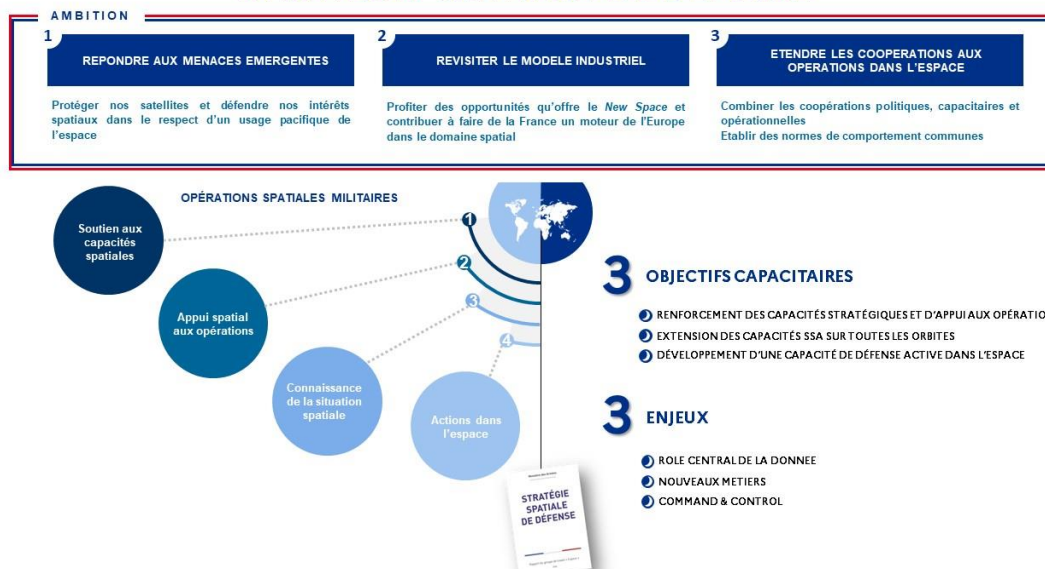 AMBITION
1
REPONDRE AUX MENACES EMERGENTES
Protéger nos satellites et défendre nos intérêts
spatiaux dans le respect d'un usage pacifique de
l'espace
2
REVISITER LE MODELE INDUSTRIEL
Profiter des opportunités qu'offre le New Space et
contribuer à faire de la France un moteur de l'Europe
dans le domaine spatial
3
ETENDRE LES COOPERATIONS AUX
OPERATIONS DANS L'ESPACE
Combiner les coopérations politiques, capacitaires et
opérationnelles
Etablir des normes de comportement communes
OPÉRATIONS SPATIALES MILITAIRES
1
Soutien aux
capacités
spatiales
2
Appui spatial
aux opérations
3
Connaissance
de la situation
spatiale
4
Actions dans
l'espace
STRATÉGIE
SPATIALE
DE DÉFENSE
3 OBJECTIFS CAPACITAIRES
RENFORCEMENT DES CAPACITÉS STRATÉGIQUES ET D'APPUI AUX OPÉRATIO
EXTENSION DES CAPACITÉS SSA SUR TOUTES LES ORBITES
DÉVELOPPEMENT D'UNE CAPACITÉ DE DÉFENSE ACTIVE DANS L'ESPACE
3 ENJEUX
ROLE CENTRAL DE LA DONNEE
NOUVEAUX METIERS
COMMAND & CONTROL